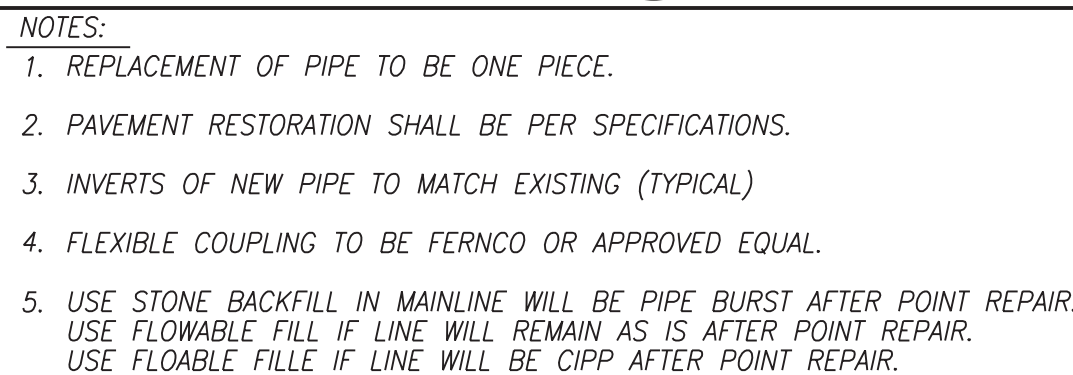 NOTES:
1. REPLACEMENT OF PIPE TO BE ONE PIECE.
2. PAVEMENT RESTORATION SHALL BE PER SPECIFICATIONS.
3. INVERTS OF NEW PIPE TO MATCH EXISTING (TYPICAL)
4. FLEXIBLE COUPLING TO BE FERNCO OR APPROVED EQUAL.
5. USE STONE BACKFILL IN MAINLINE WILL BE PIPE BURST AFTER POINT REPAIR.
USE FLOWABLE FILL IF LINE WILL REMAIN AS IS AFTER POINT REPAIR.
USE FLOABLE FILLE IF LINE WILL BE CIPP AFTER POINT REPAIR.